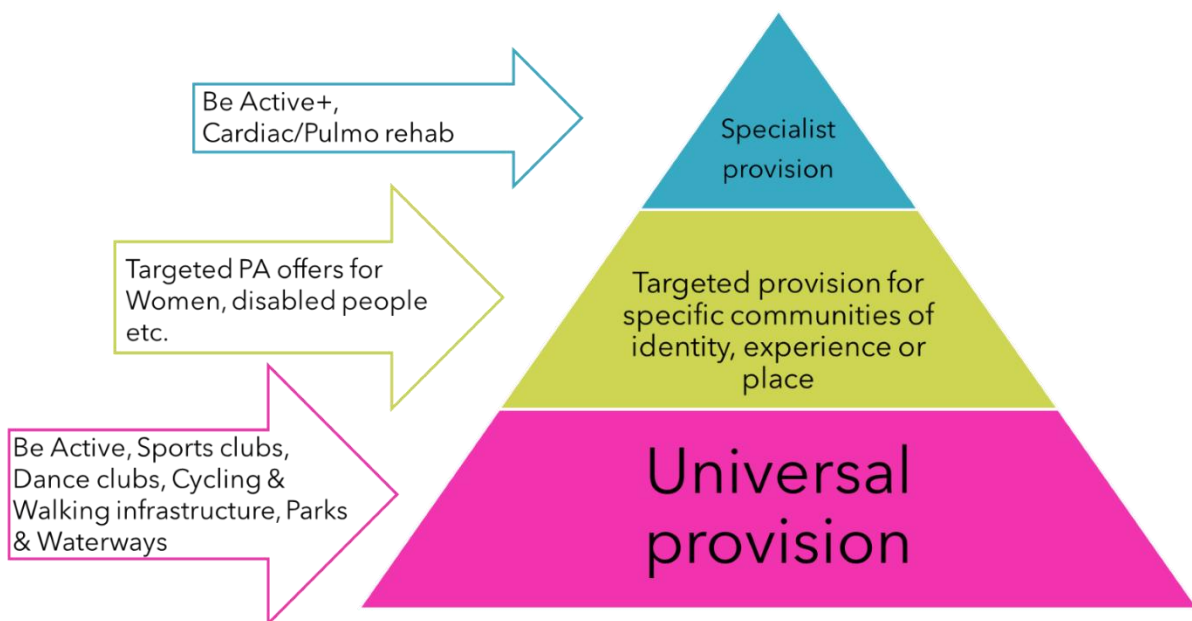 Be Active+,
Cardiac/Pulmo rehab
Specialist
provision
Targeted PA offers for
Women, disabled people
etc.
Targeted provision for
specific communities of
identity, experience or
place
Be Active, Sports clubs,
Dance clubs, Cycling &
Walking infrastructure, Parks
& Waterways
Universal
provision